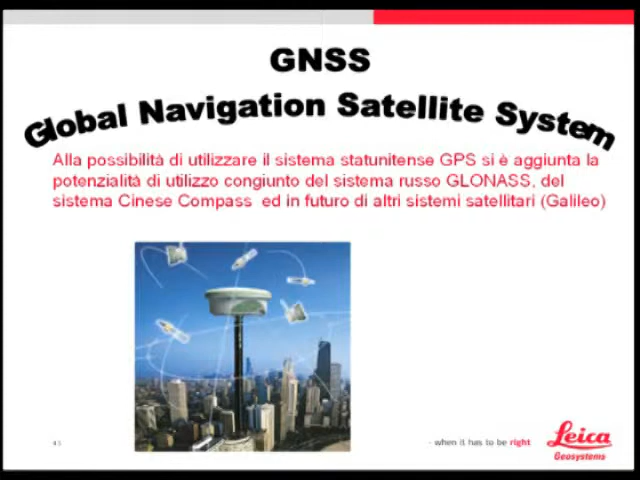 GNSS
Global Navigation Satellite System
Alla possibilità di utilizzare il sistema statunitense GPS si è aggiunta la
potenzialità di utilizzo congiunto del sistema russo GLONASS, del
sistema Cinese Compass ed in futuro di altri sistemi satellitari (Galileo)
- when it has to be right
Leica
Geosystems